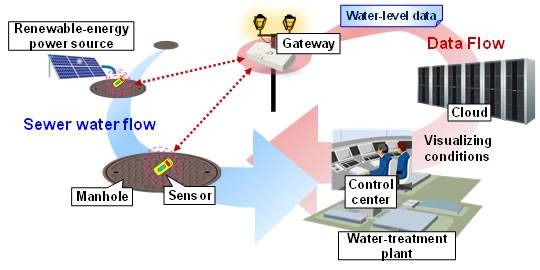 Renewable-energy
power source
Water-level data
Gateway
Data Flow
Cloud
Sewer water flow
Visualizing
conditions
Manhole
Sensor
Control
center
Water-treatment
plant